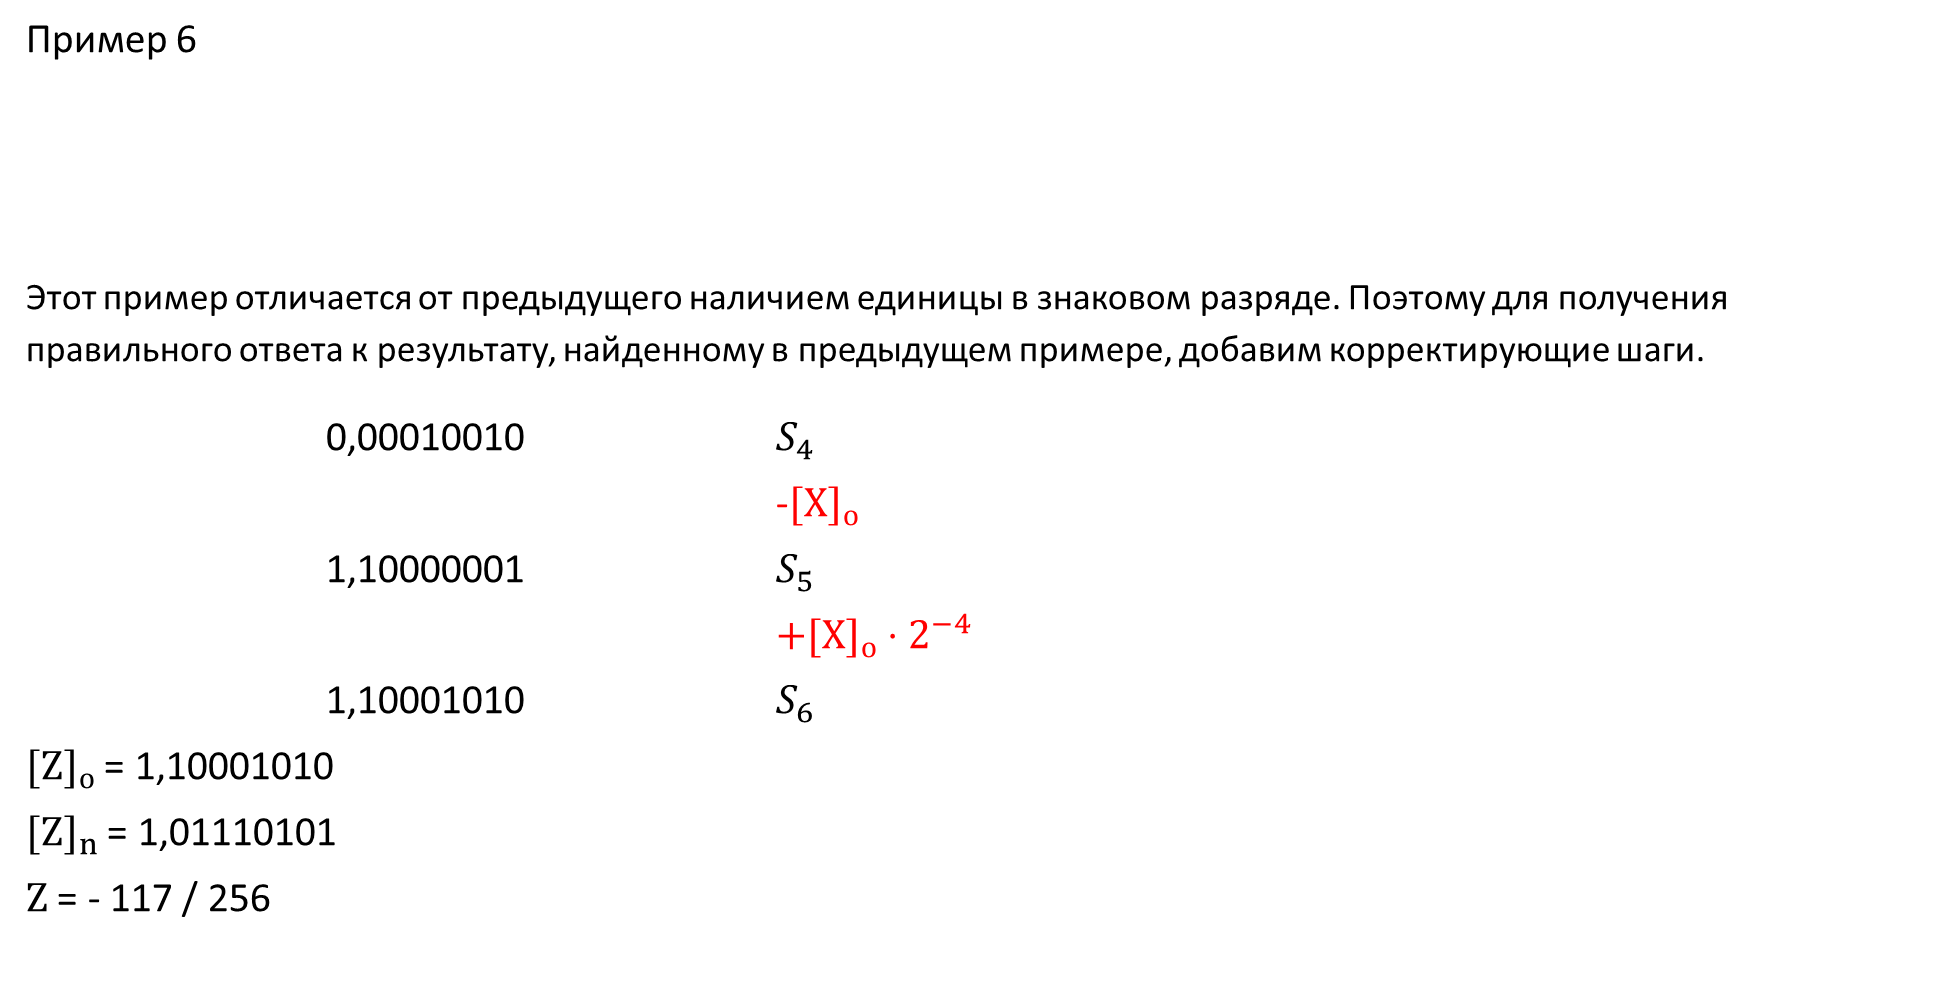 Пример 6
Этот пример отличается от предыдущего наличием единицы в знаковом разряде. Поэтому для получения
правильного ответа к результату, найденному в предыдущем примере, добавим корректирующие шаги.
0,00010010 S₄
-[X]ₒ
1,10000001 S₅
+[X]ₒ · 2⁻⁴
1,10001010 S₆
[Z]ₒ = 1,10001010
[Z]ₙ = 1,01110101
Z = - 117 / 256